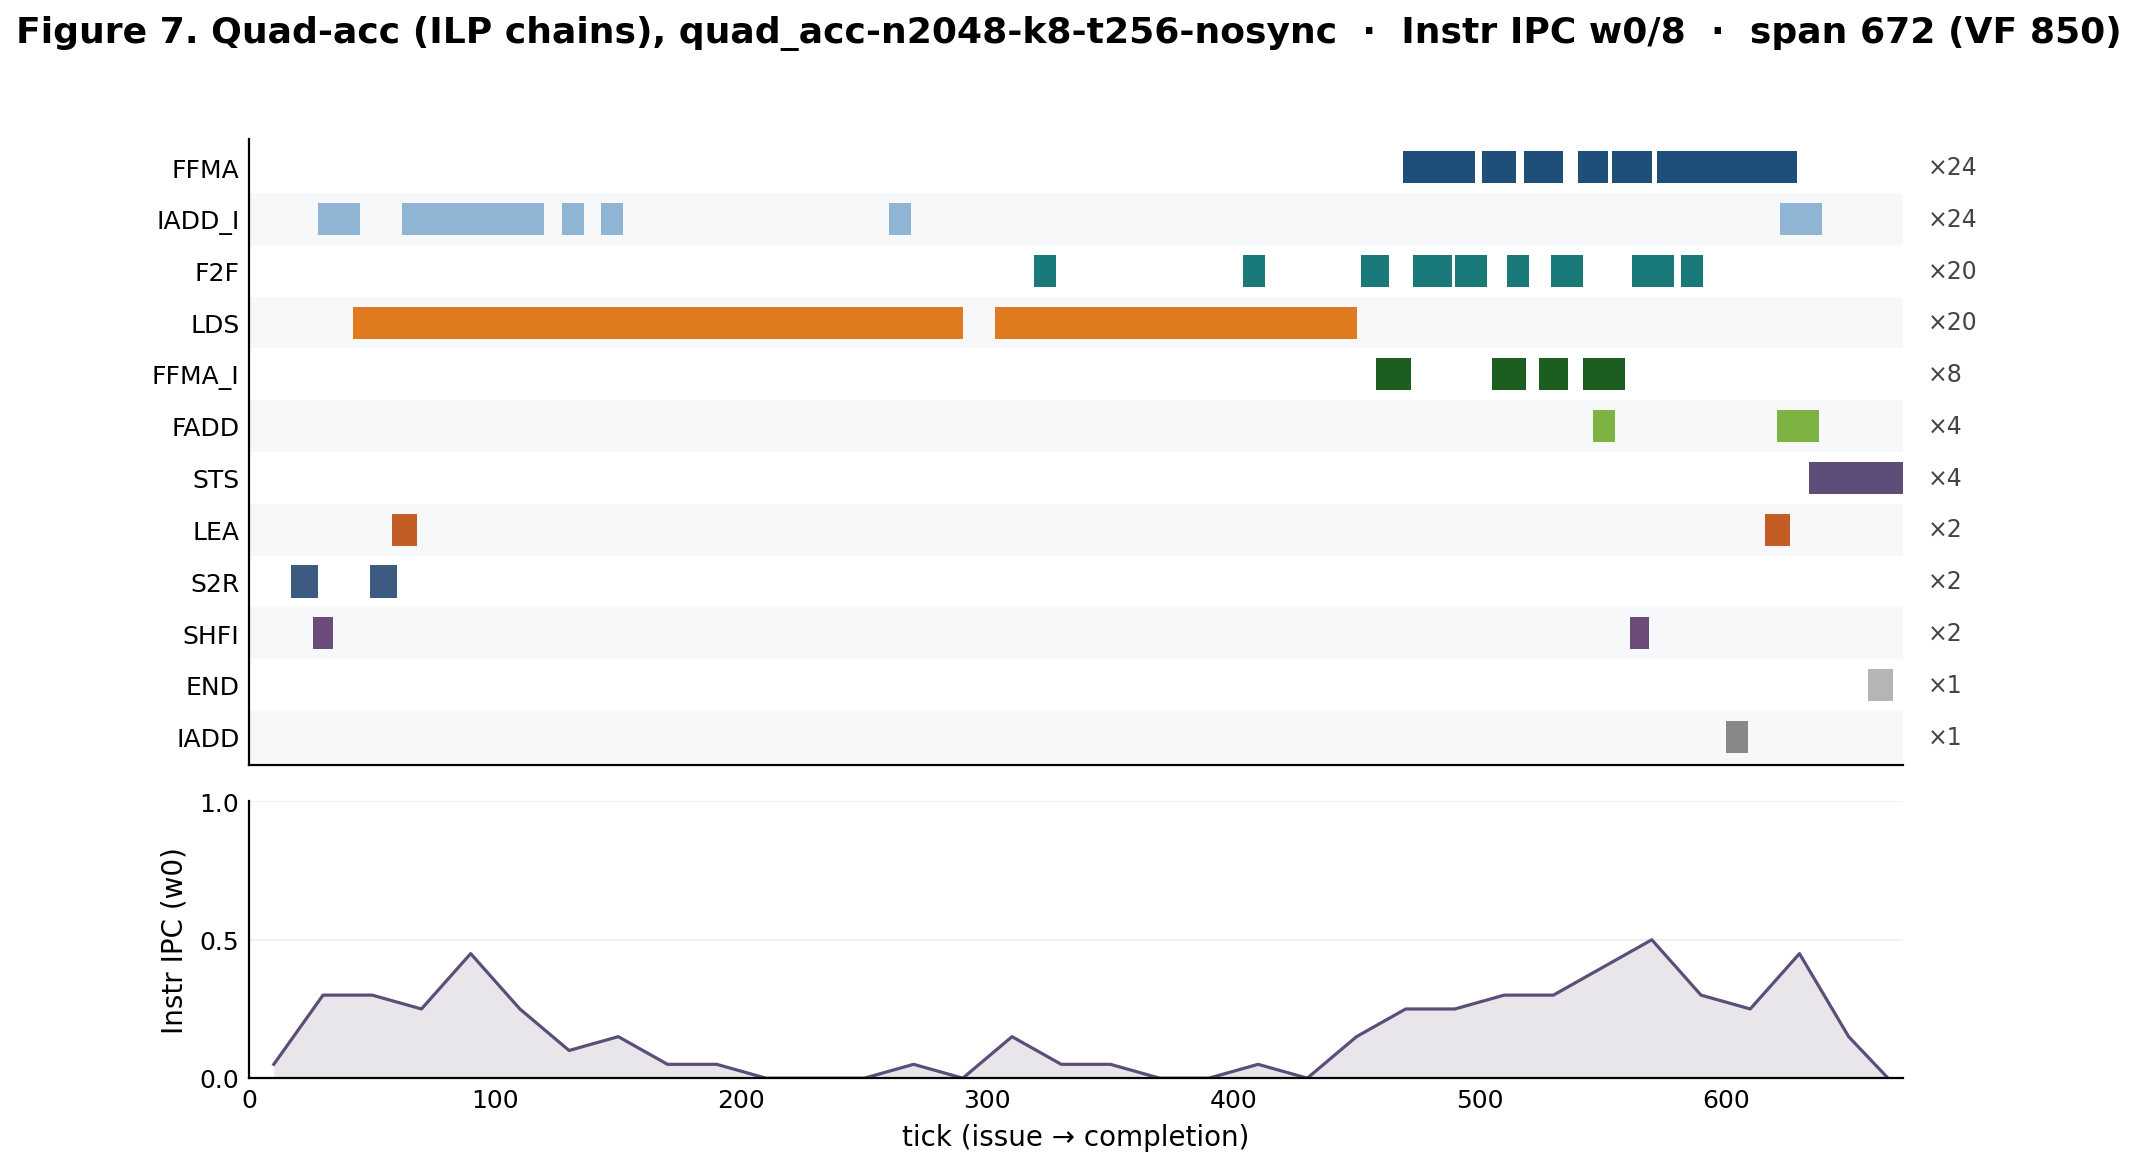 Figure 7. Quad-acc (ILP chains), quad_acc-n2048-k8-t256-nosync · Instr IPC w0/8 · span 672 (VF 850)
FFMA ×24
IADD_I ×24
F2F ×20
LDS ×20
FFMA_I ×8
FADD ×4
STS ×4
LEA ×2
S2R ×2
SHFI ×2
END ×1
IADD ×1
Instr IPC (w0)
1.0
0.5
0.0
0 100 200 300 400 500 600
tick (issue → completion)